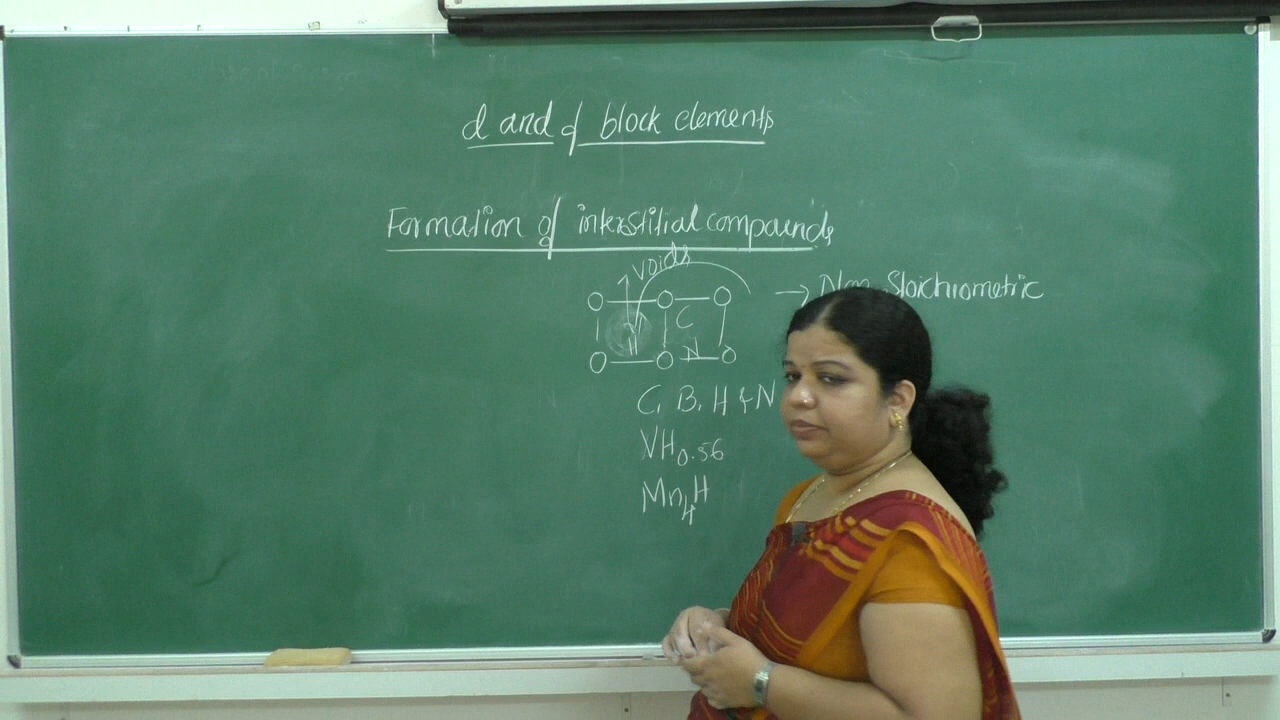 d and f block elements
Formation of interstitial compounds
voids
→ Non Stoichiometric
C
H
N
C, B, H & N
VH0.56
Mn4H